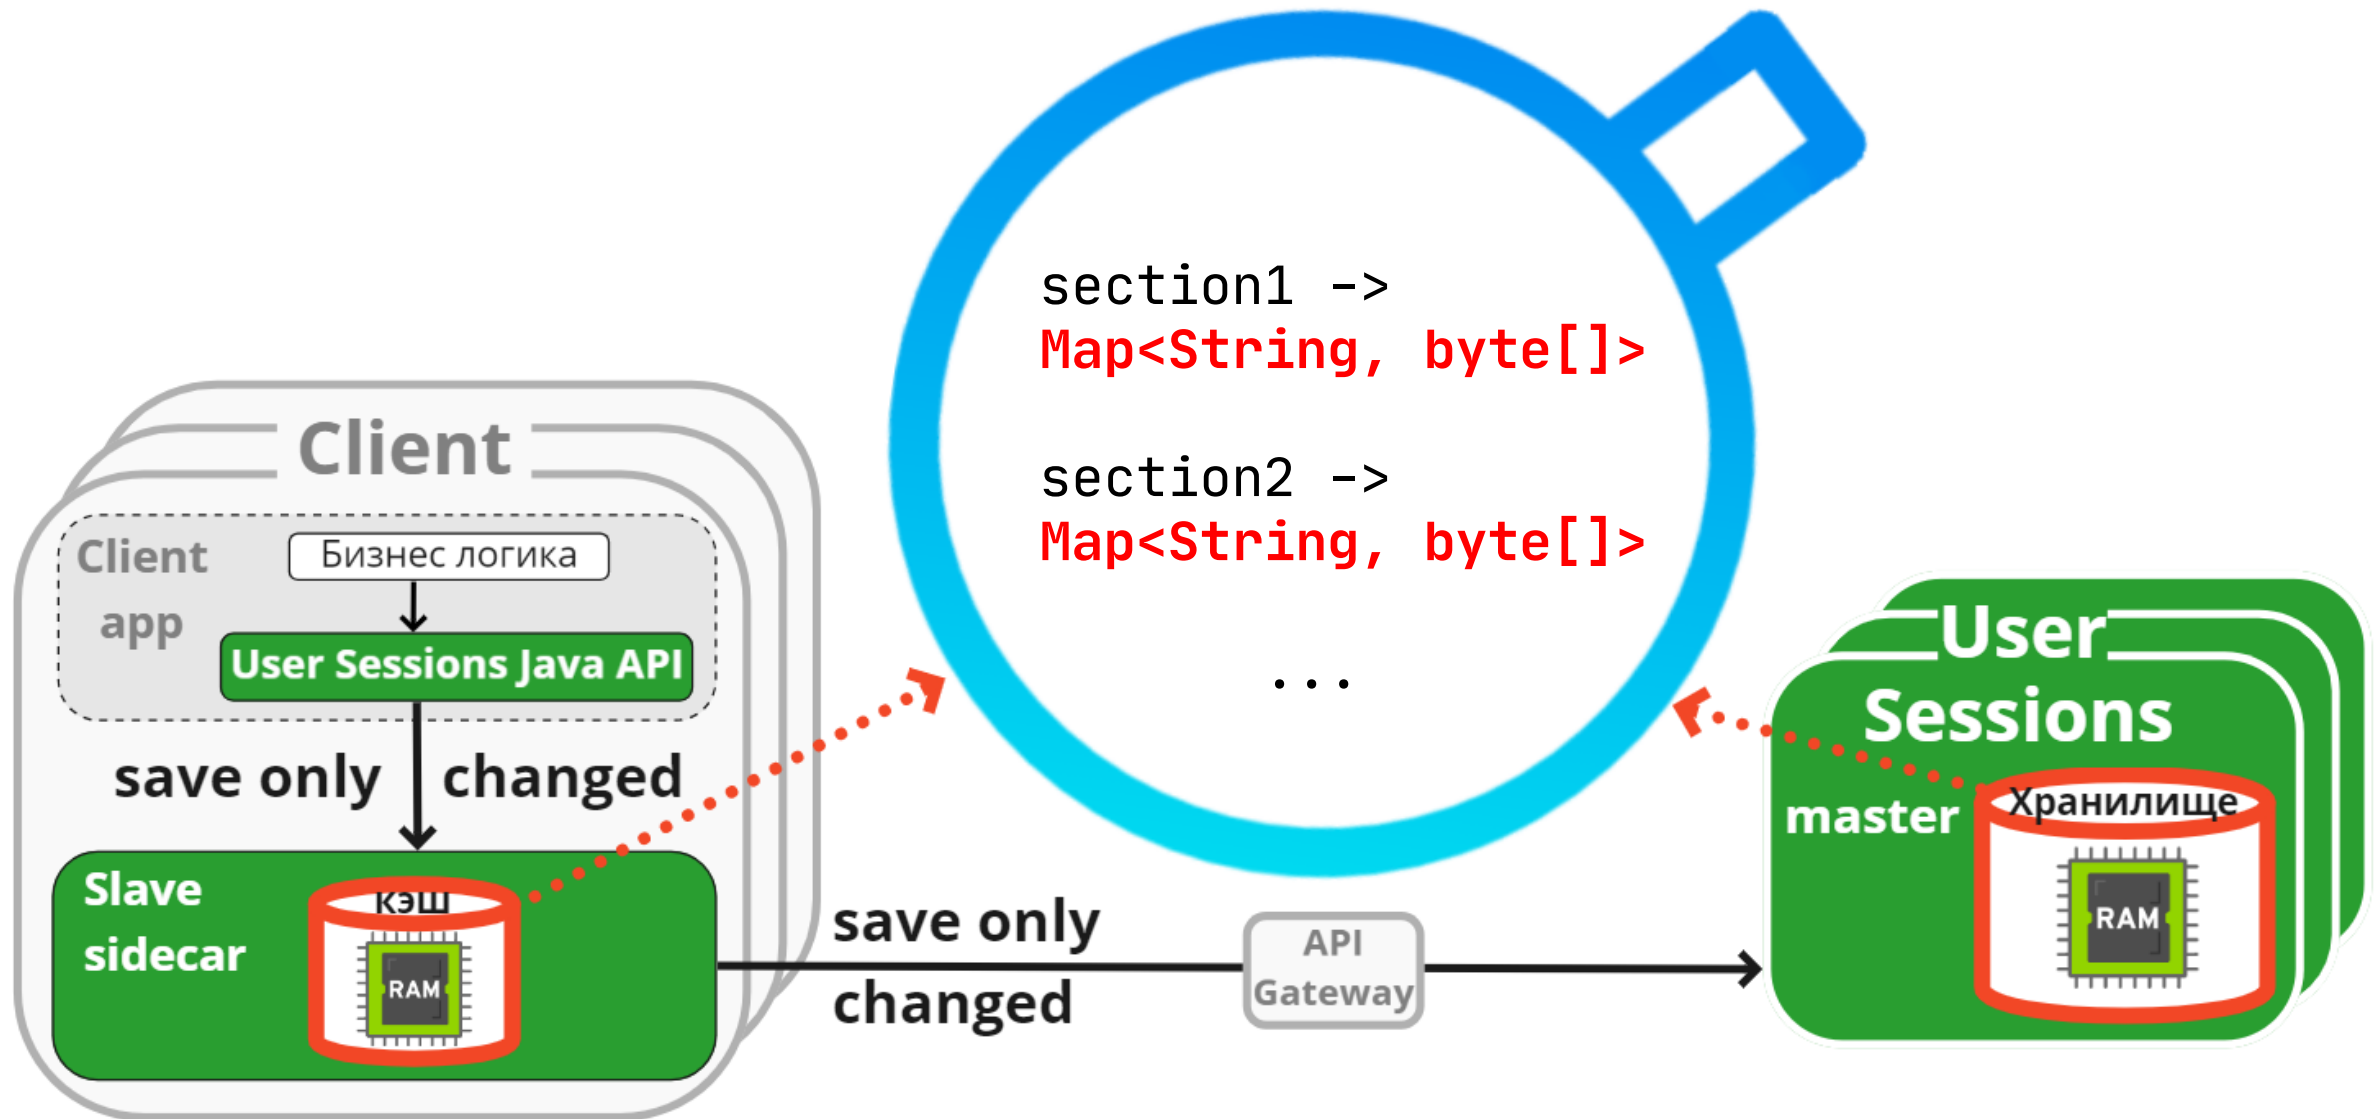 section1 ->
Map<String, byte[]>
section2 ->
Map<String, byte[]>
...
Client
Client
app
Бизнес логика
User Sessions Java API
save only changed
Slave
sidecar
кэш
RAM
save only
changed
API
Gateway
User
Sessions
master
Хранилище
RAM